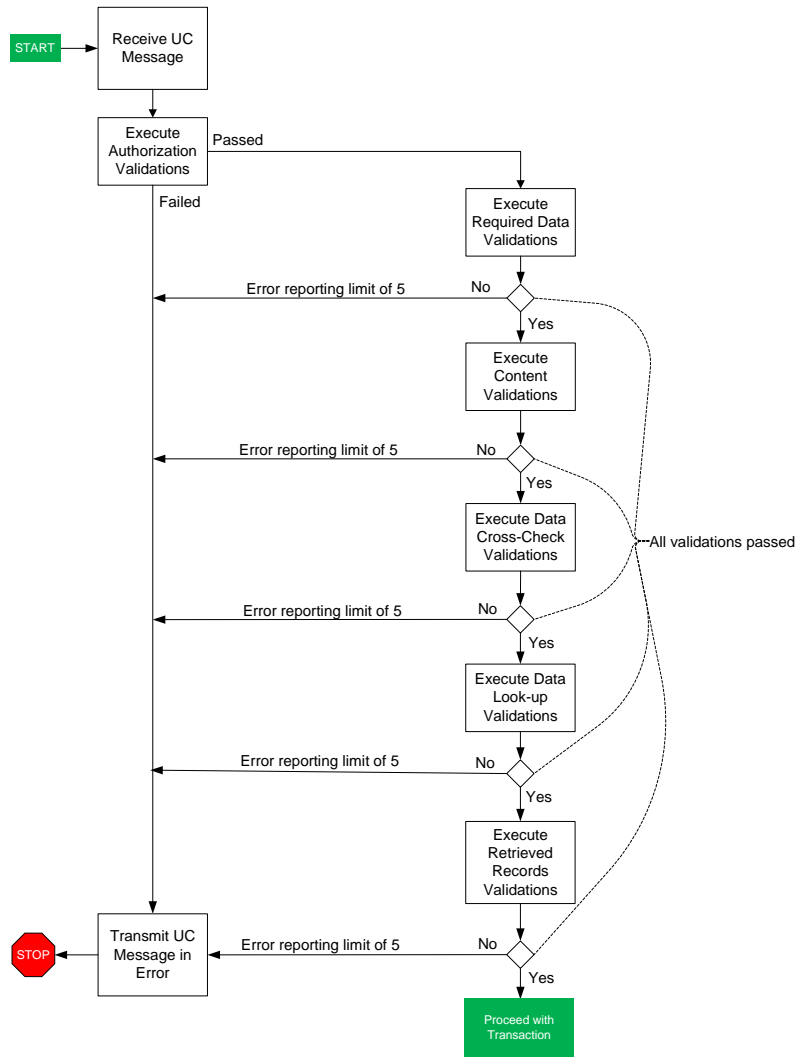 START
Receive UC
Message
Execute
Authorization
Validations
Passed
Failed
Execute
Required Data
Validations
Error reporting limit of 5
No
Yes
Execute
Content
Validations
Error reporting limit of 5
No
Yes
Execute Data
Cross-Check
Validations
All validations passed
Error reporting limit of 5
No
Yes
Execute Data
Look-up
Validations
Error reporting limit of 5
No
Yes
Execute
Retrieved
Records
Validations
STOP
Transmit UC
Message in
Error
Error reporting limit of 5
No
Yes
Proceed with
Transaction